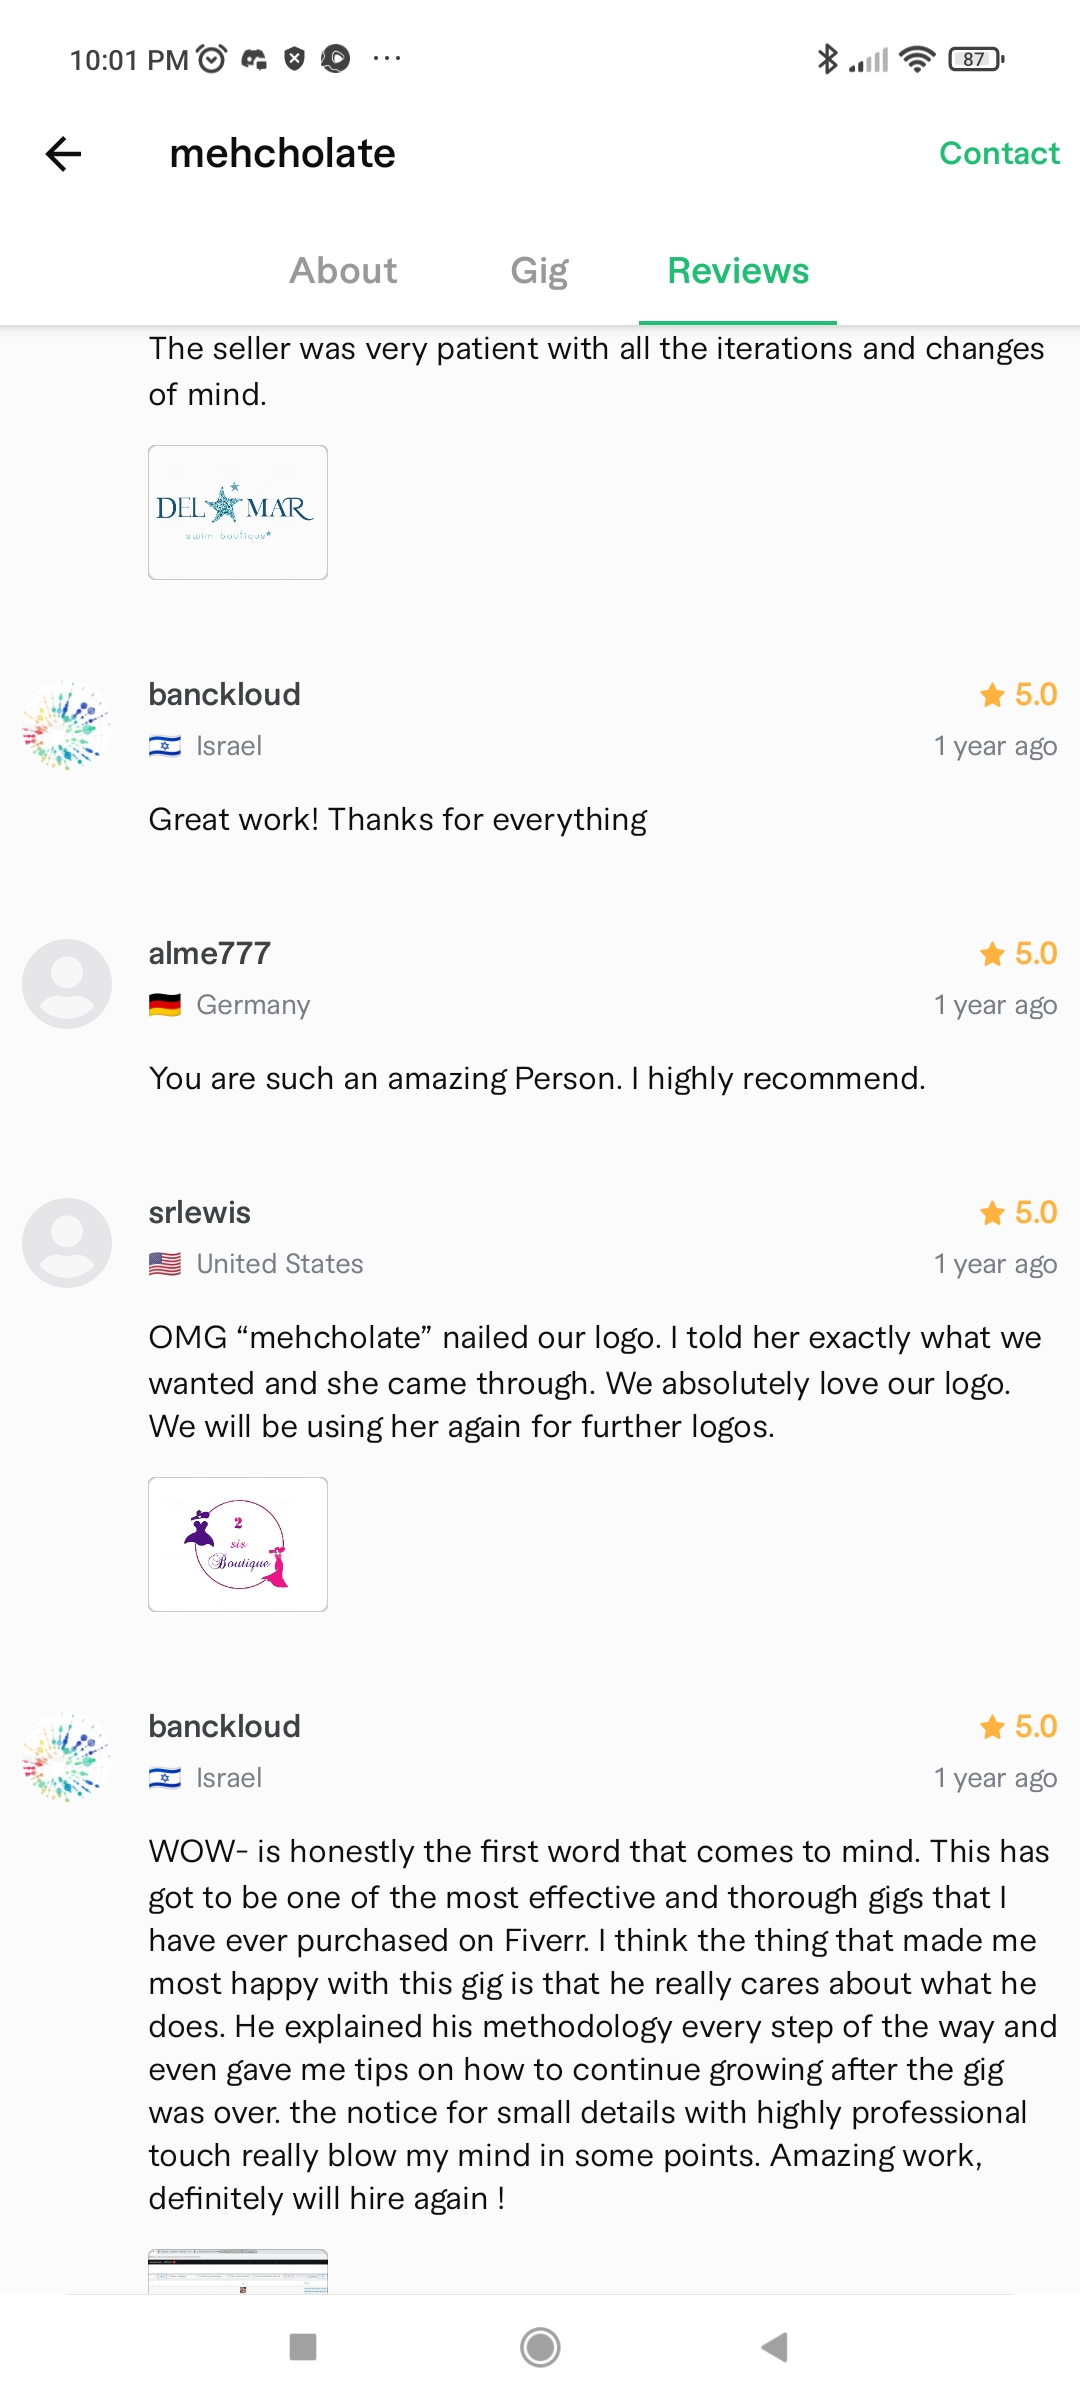 10:01 PM
87
mehcholate
Contact
About
Gig
Reviews
The seller was very patient with all the iterations and changes
of mind.
DEL MAR
swim boutique
banckloud
5.0
Israel
1 year ago
Great work! Thanks for everything
alme777
5.0
Germany
1 year ago
You are such an amazing Person. I highly recommend.
srlewis
5.0
United States
1 year ago
OMG “mehcholate” nailed our logo. I told her exactly what we
wanted and she came through. We absolutely love our logo.
We will be using her again for further logos.
2
sis
Boutique
banckloud
5.0
Israel
1 year ago
WOW- is honestly the first word that comes to mind. This has
got to be one of the most effective and thorough gigs that I
have ever purchased on Fiverr. I think the thing that made me
most happy with this gig is that he really cares about what he
does. He explained his methodology every step of the way and
even gave me tips on how to continue growing after the gig
was over. the notice for small details with highly professional
touch really blow my mind in some points. Amazing work,
definitely will hire again !